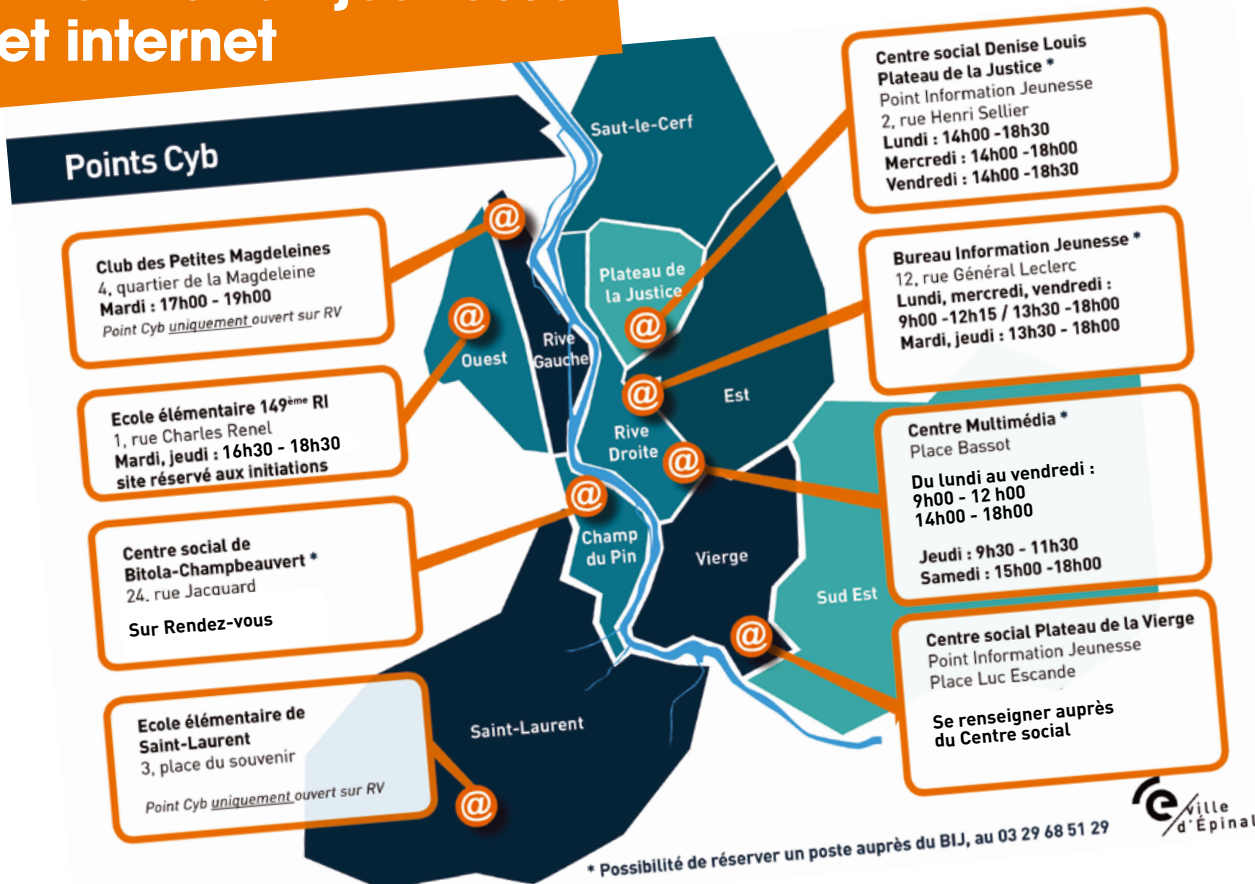 et internet
Points Cyb
Club des Petites Magdeleines
4, quartier de la Magdeleine
Mardi : 17h00 - 19h00
Point Cyb uniquement ouvert sur RV
Ecole élémentaire 149ème RI
1, rue Charles Renel
Mardi, jeudi : 16h30 - 18h30
site réservé aux initiations
Centre social de
Bitola-Champbeauvert *
24, rue Jacquard
Sur Rendez-vous
Ecole élémentaire de
Saint-Laurent
3, place du souvenir
Point Cyb uniquement ouvert sur RV
Saut-le-Cerf
Plateau de
la Justice
Ouest
Rive
Gauche
Est
Rive
Droite
Champ
du Pin
Vierge
Sud Est
Saint-Laurent
@
@
@
@
@
@
@
@
Centre social Denise Louis
Plateau de la Justice *
Point Information Jeunesse
2, rue Henri Sellier
Lundi : 14h00 -18h30
Mercredi : 14h00 -18h00
Vendredi : 14h00 -18h30
Bureau Information Jeunesse *
12, rue Général Leclerc
Lundi, mercredi, vendredi :
9h00 -12h15 / 13h30 -18h00
Mardi, jeudi : 13h30 - 18h00
Centre Multimédia *
Place Bassot
Du lundi au vendredi :
9h00 - 12 h00
14h00 - 18h00
Jeudi : 9h30 - 11h30
Samedi : 15h00 -18h00
Centre social Plateau de la Vierge
Point Information Jeunesse
Place Luc Escande
Se renseigner auprès
du Centre social
* Possibilité de réserver un poste auprès du BIJ, au 03 29 68 51 29
ville
d'Épinal